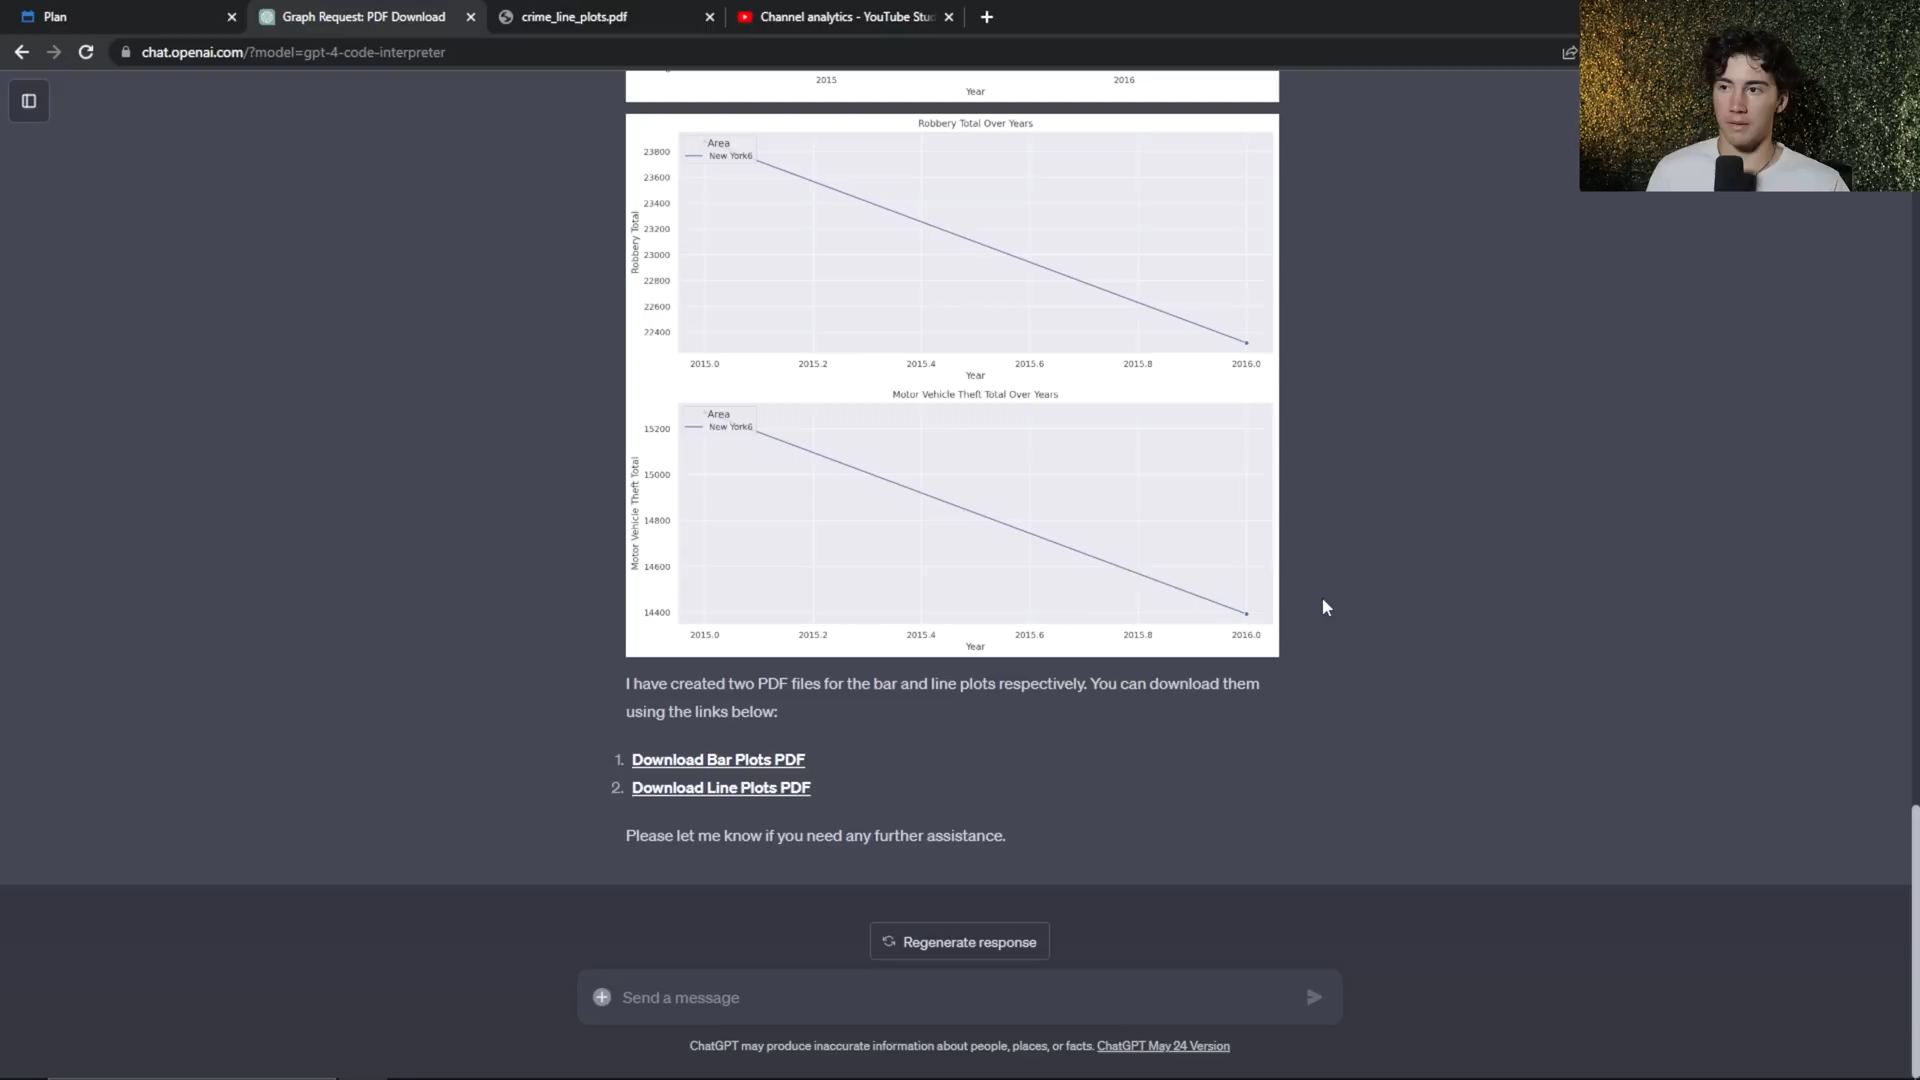 Plan
Graph Request: PDF Download
crime_line_plots.pdf
Channel analytics - YouTube Stu
chat.openai.com/?model=gpt-4-code-interpreter
2015 2016
Year
Robbery Total Over Years
Area
New York6
Robbery Total
23800
23600
23400
23200
23000
22800
22600
22400
2015.0 2015.2 2015.4 2015.6 2015.8 2016.0
Year
Motor Vehicle Theft Total Over Years
Area
New York6
Motor Vehicle Theft Total
15200
15000
14800
14600
14400
2015.0 2015.2 2015.4 2015.6 2015.8 2016.0
Year
I have created two PDF files for the bar and line plots respectively. You can download them
using the links below:
1. Download Bar Plots PDF
2. Download Line Plots PDF
Please let me know if you need any further assistance.
Regenerate response
Send a message
ChatGPT may produce inaccurate information about people, places, or facts. ChatGPT May 24 Version